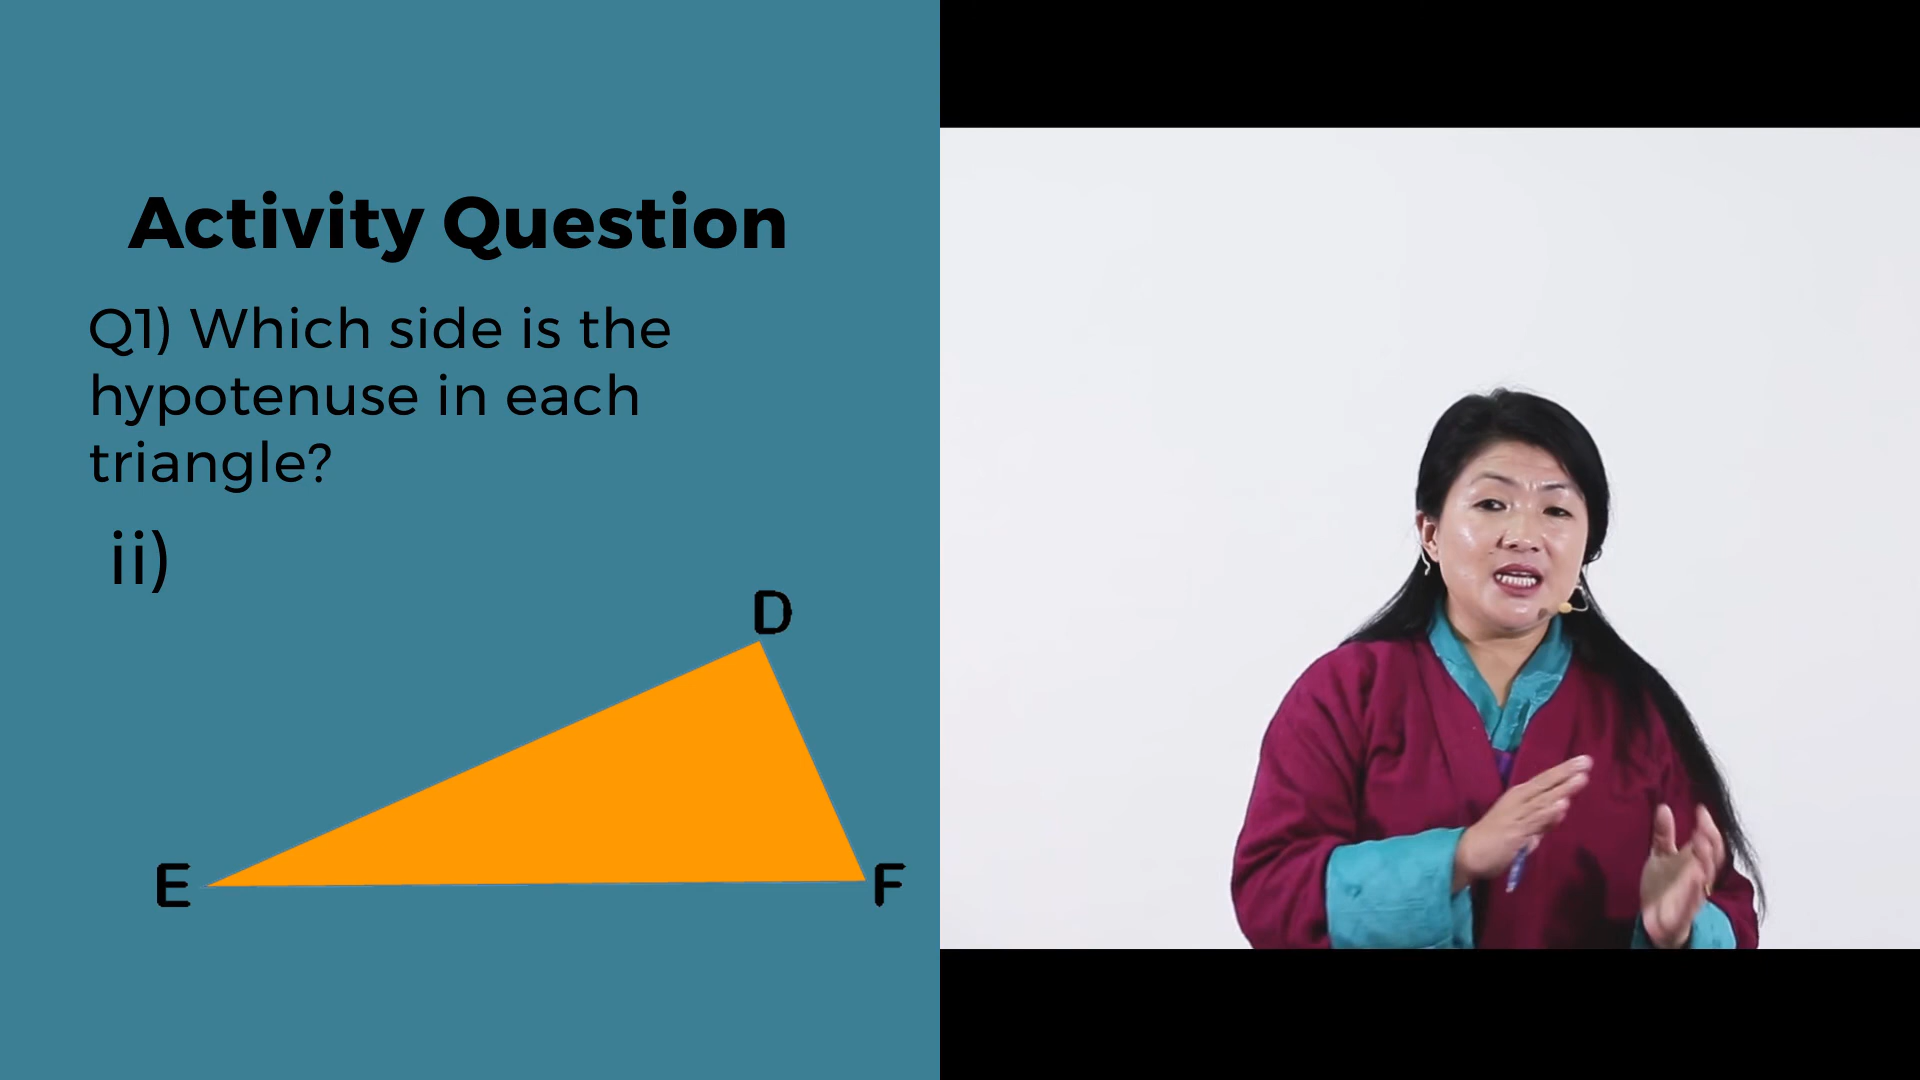 Activity Question
Q1) Which side is the
hypotenuse in each
triangle?
ii)
D
E
F